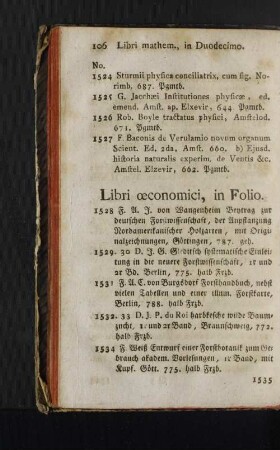 106 Libri mathem., in Duodecimo.
No.
1524 Sturmii physica conciliatrix, cum fig. No-
rimb. 687. Pgmtb.
1525 G. Jacchæi Institutiones physicæ, ed.
emend. Amst. ap. Elzevir, 644. Pgmtb.
1526 Rob. Boyle tractatus physici, Amstelod.
671. Pgmtb.
1527 F. Baconis de Verulamio novum organum
Scient. Ed. 2da, Amst. 660. b) Ejusd.
historia naturalis experim. de Ventis &c.
Amstel. Elzevir, 662. Pgmtb.
Libri œconomici, in Folio.
1528 F. A. J. von Wangenheim Beytrag zur
deutschen Forstwissenschaft, der Anpflanzung
Nordamerikanischer Holzarten, mit Origi-
nalzeichnungen, Göttingen, 787. geh.
1529. 30 D. J. G. Gleditsch systematische Einlei-
tung in die neuere Forstwissenschaft, 1r und
2r Bd. Berlin, 775. halb Frzb.
1531 F. A. L. von Burgsdorf Forsthandbuch, nebst
vielen Tabellen und einer illum. Forstkarte,
Berlin, 788. halb Frzb.
1532. 33 D. J. P. du Roi harbkesche wilde Baum-
zucht, 1. und 2r Band, Braunschweig, 772.
halb Frzb.
1534 F. Weiß Entwurf einer Forstbotanik zum Ge-
brauch akadem. Vorlesungen, 1r Band, mit
Kupf. Gött. 775. halb Frzb.
1535